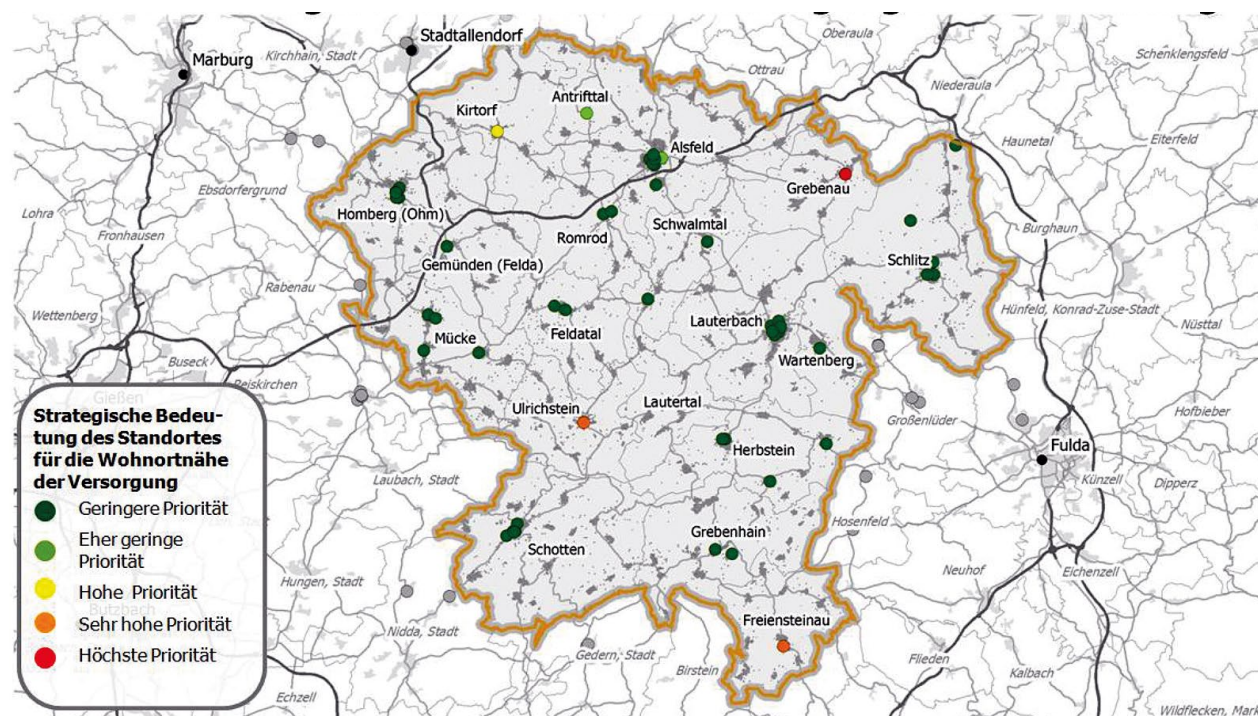 Oberaula
Stadtallendorf
Marburg
Kirchhain, Stadt
Schenklengsfeld
Ottrau
Niederaula
Antrifttal
Kirtorf
Haunetal
Eiterfeld
Alsfeld
Grebenau
Ebsdorfergrund
Lohra
Homberg (Ohm)
Fronhausen
Romrod
Schwalmtal
Burghaun
Gemünden (Felda)
Schlitz
Rabenau
Wettenberg
Hünfeld, Konrad-Zuse-Stadt
Nüsttal
Lauterbach
Feldatal
Mücke
Buseck
Wartenberg
Reiskirchen
Gießen
Ulrichstein
Lautertal
Großenlüder
Hofbieber
Fulda
Herbstein
Laubach, Stadt
Künzell
Dipperz
Hosenfeld
Grebenhain
Schotten
Neuhof
Eichenzell
Hungen, Stadt
Butzbach
Freiensteinau
Nidda, Stadt
Gedern, Stadt
Birstein
Flieden
Kalbach
Echzell
Wildflecken, Mark
Strategische Bedeu-
tung des Standortes
für die Wohnortnähe
der Versorgung
Geringere Priorität
Eher geringe
Priorität
Hohe Priorität
Sehr hohe Priorität
Höchste Priorität